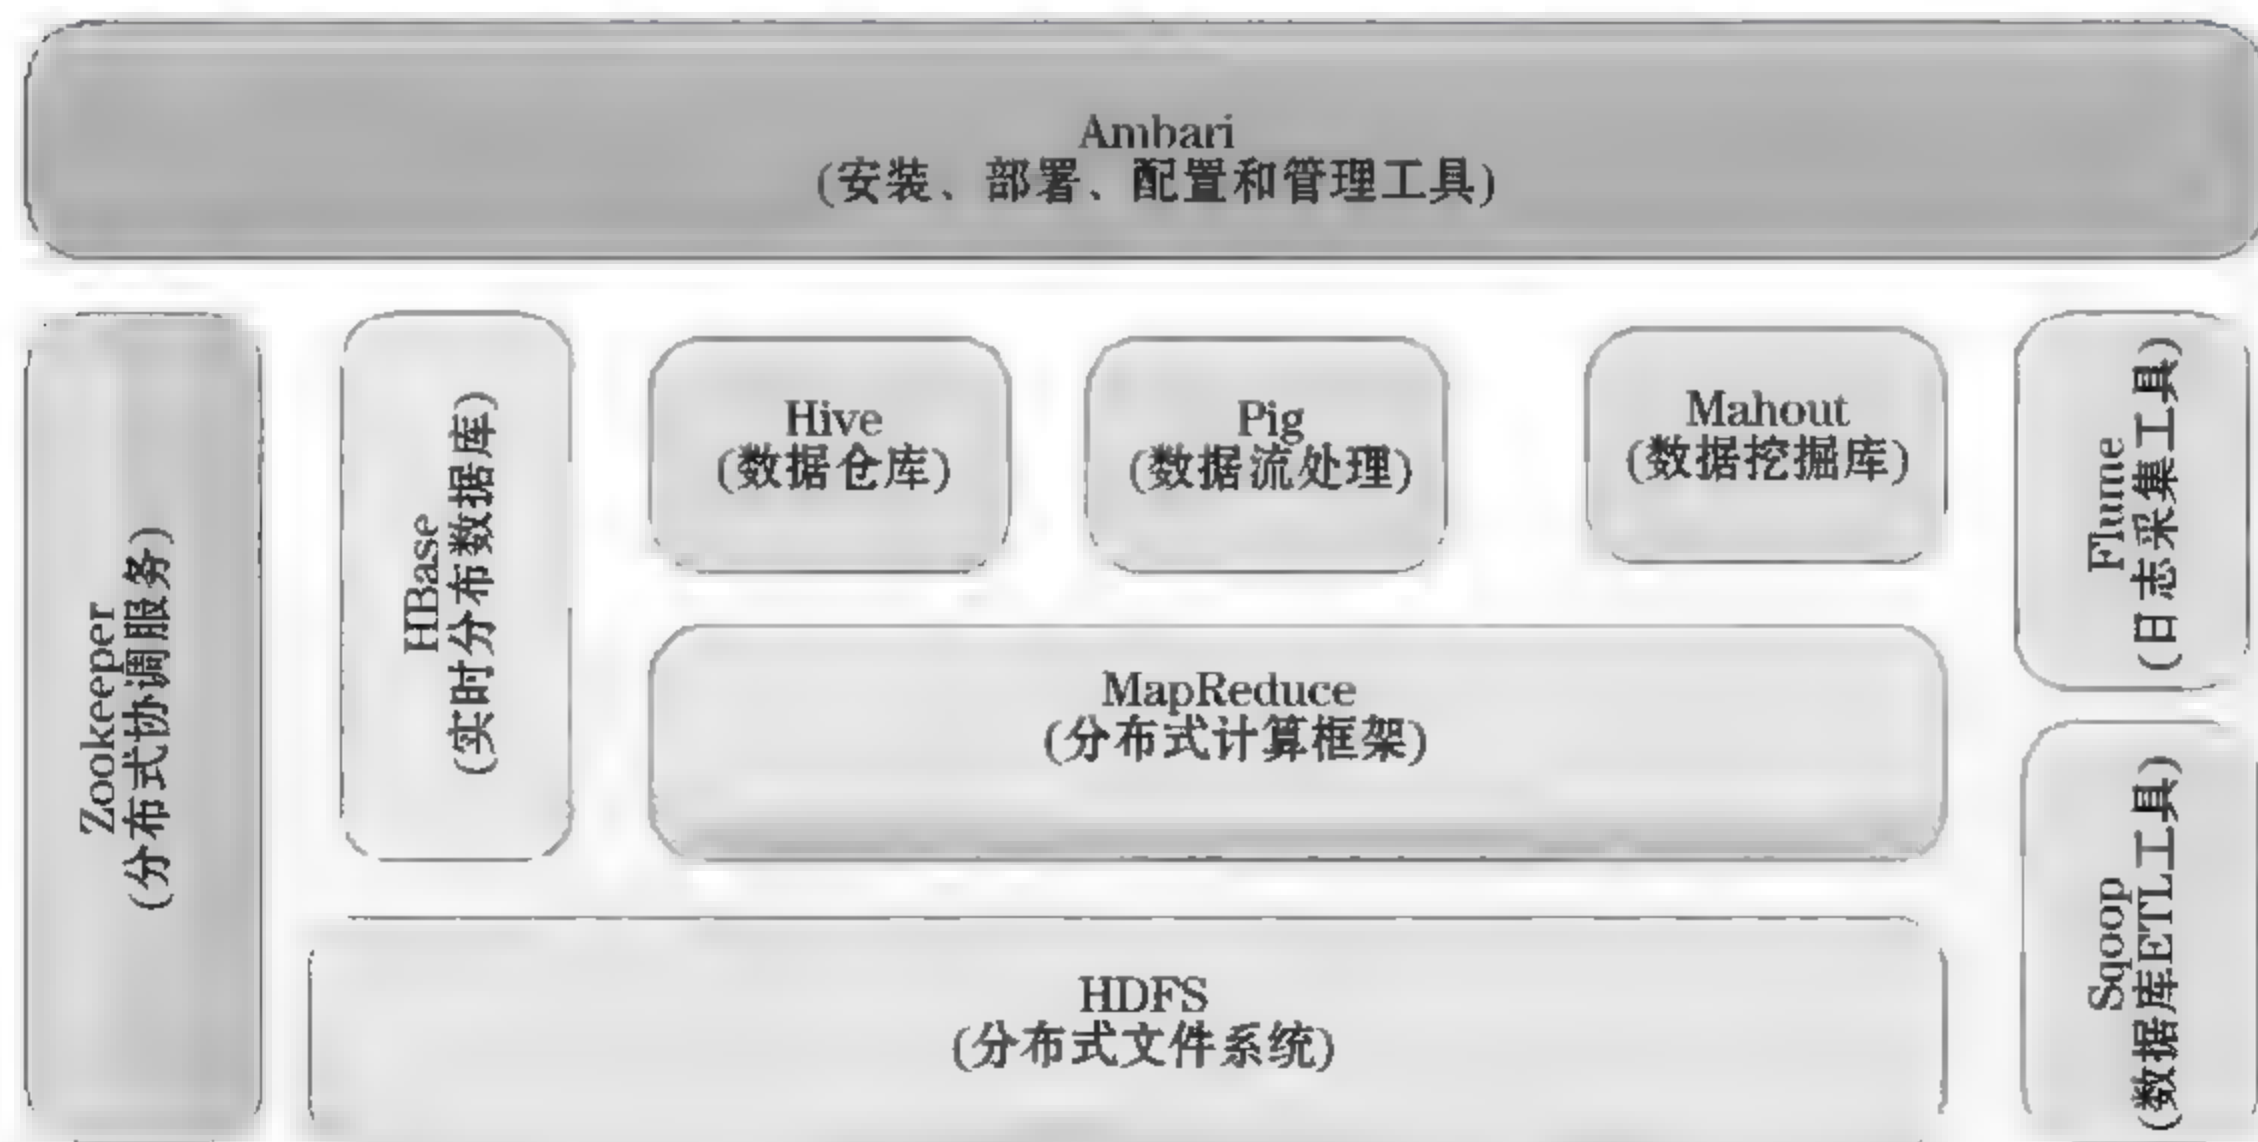 Ambari
(安装、部署、配置和管理工具)
Zookeeper
(分布式协调服务)
HBase
(实时分布数据库)
Hive
(数据仓库)
Pig
(数据流处理)
Mahout
(数据挖掘库)
Flume
(日志采集工具)
MapReduce
(分布式计算框架)
Sqoop
(数据库ETL工具)
HDFS
(分布式文件系统)